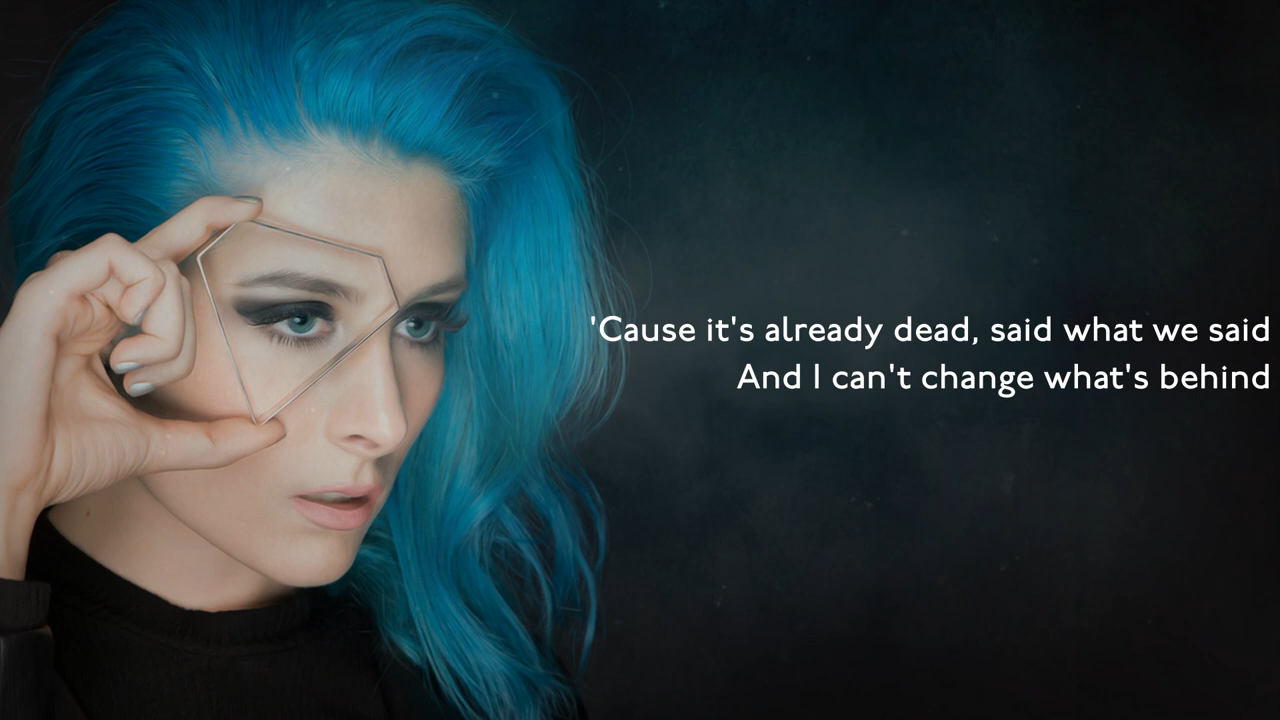 'Cause it's already dead, said what we said
And I can't change what's behind